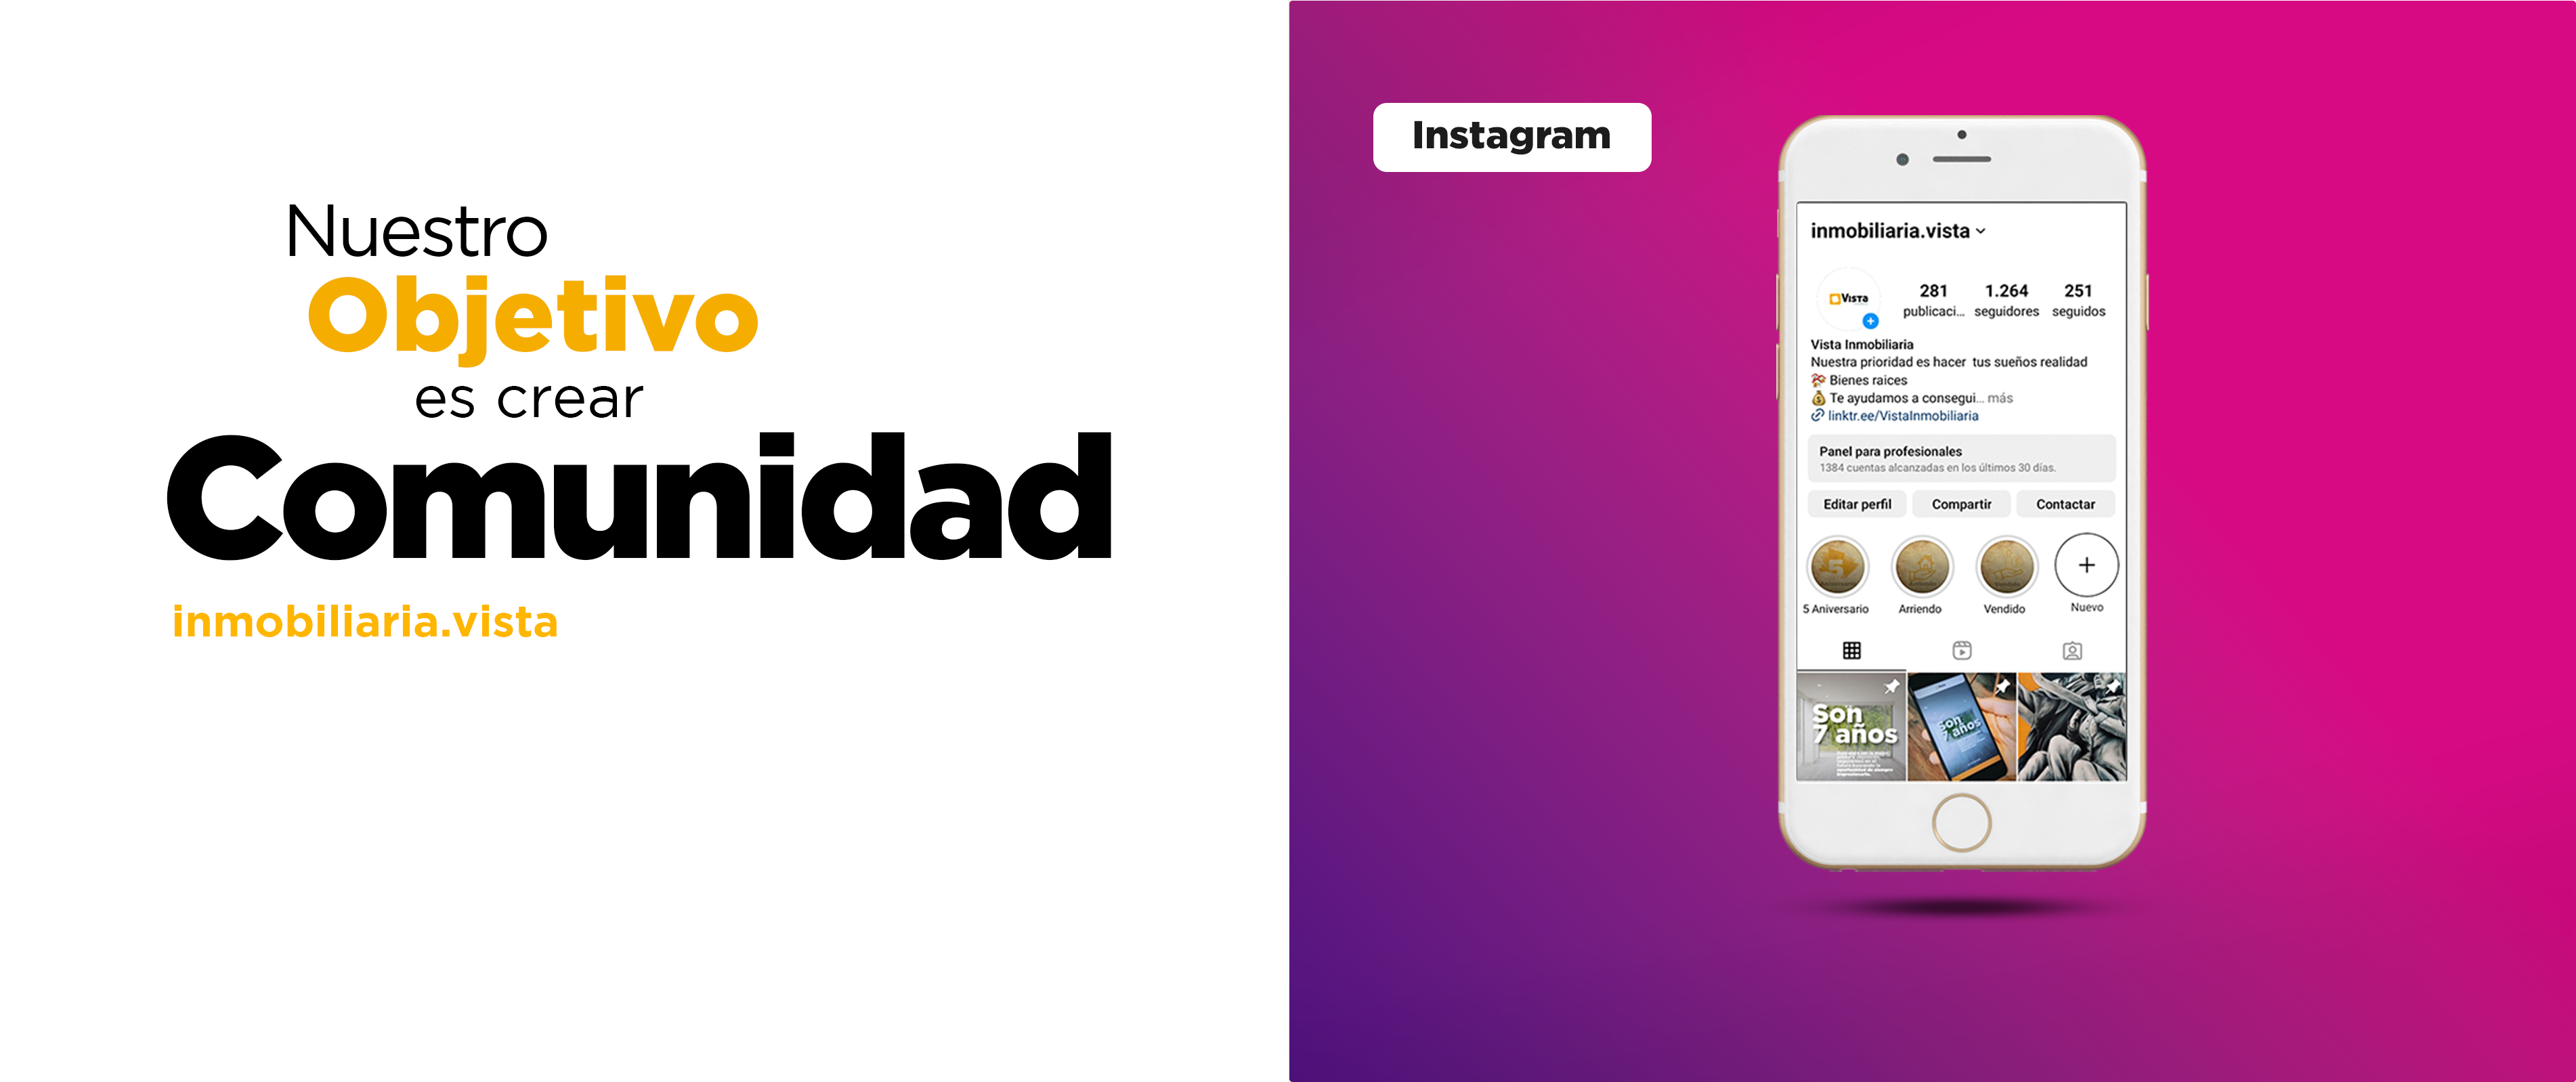 Nuestro
Objetivo
es crear
Comunidad
inmobiliaria.vista
Instagram
inmobiliaria.vista
VISTA
281 1.264 251
publicaci... seguidores seguidos
Vista Inmobiliaria
Nuestra prioridad es hacer tus sueños realidad
Bienes raices
Te ayudamos a consegui... más
linktr.ee/VistaInmobiliaria
Panel para profesionales
1384 cuentas alcanzadas en los últimos 30 días.
Editar perfil Compartir Contactar
5
5 Aniversario Arriendo Vendido Nuevo
Son
7 años
Son
7 años